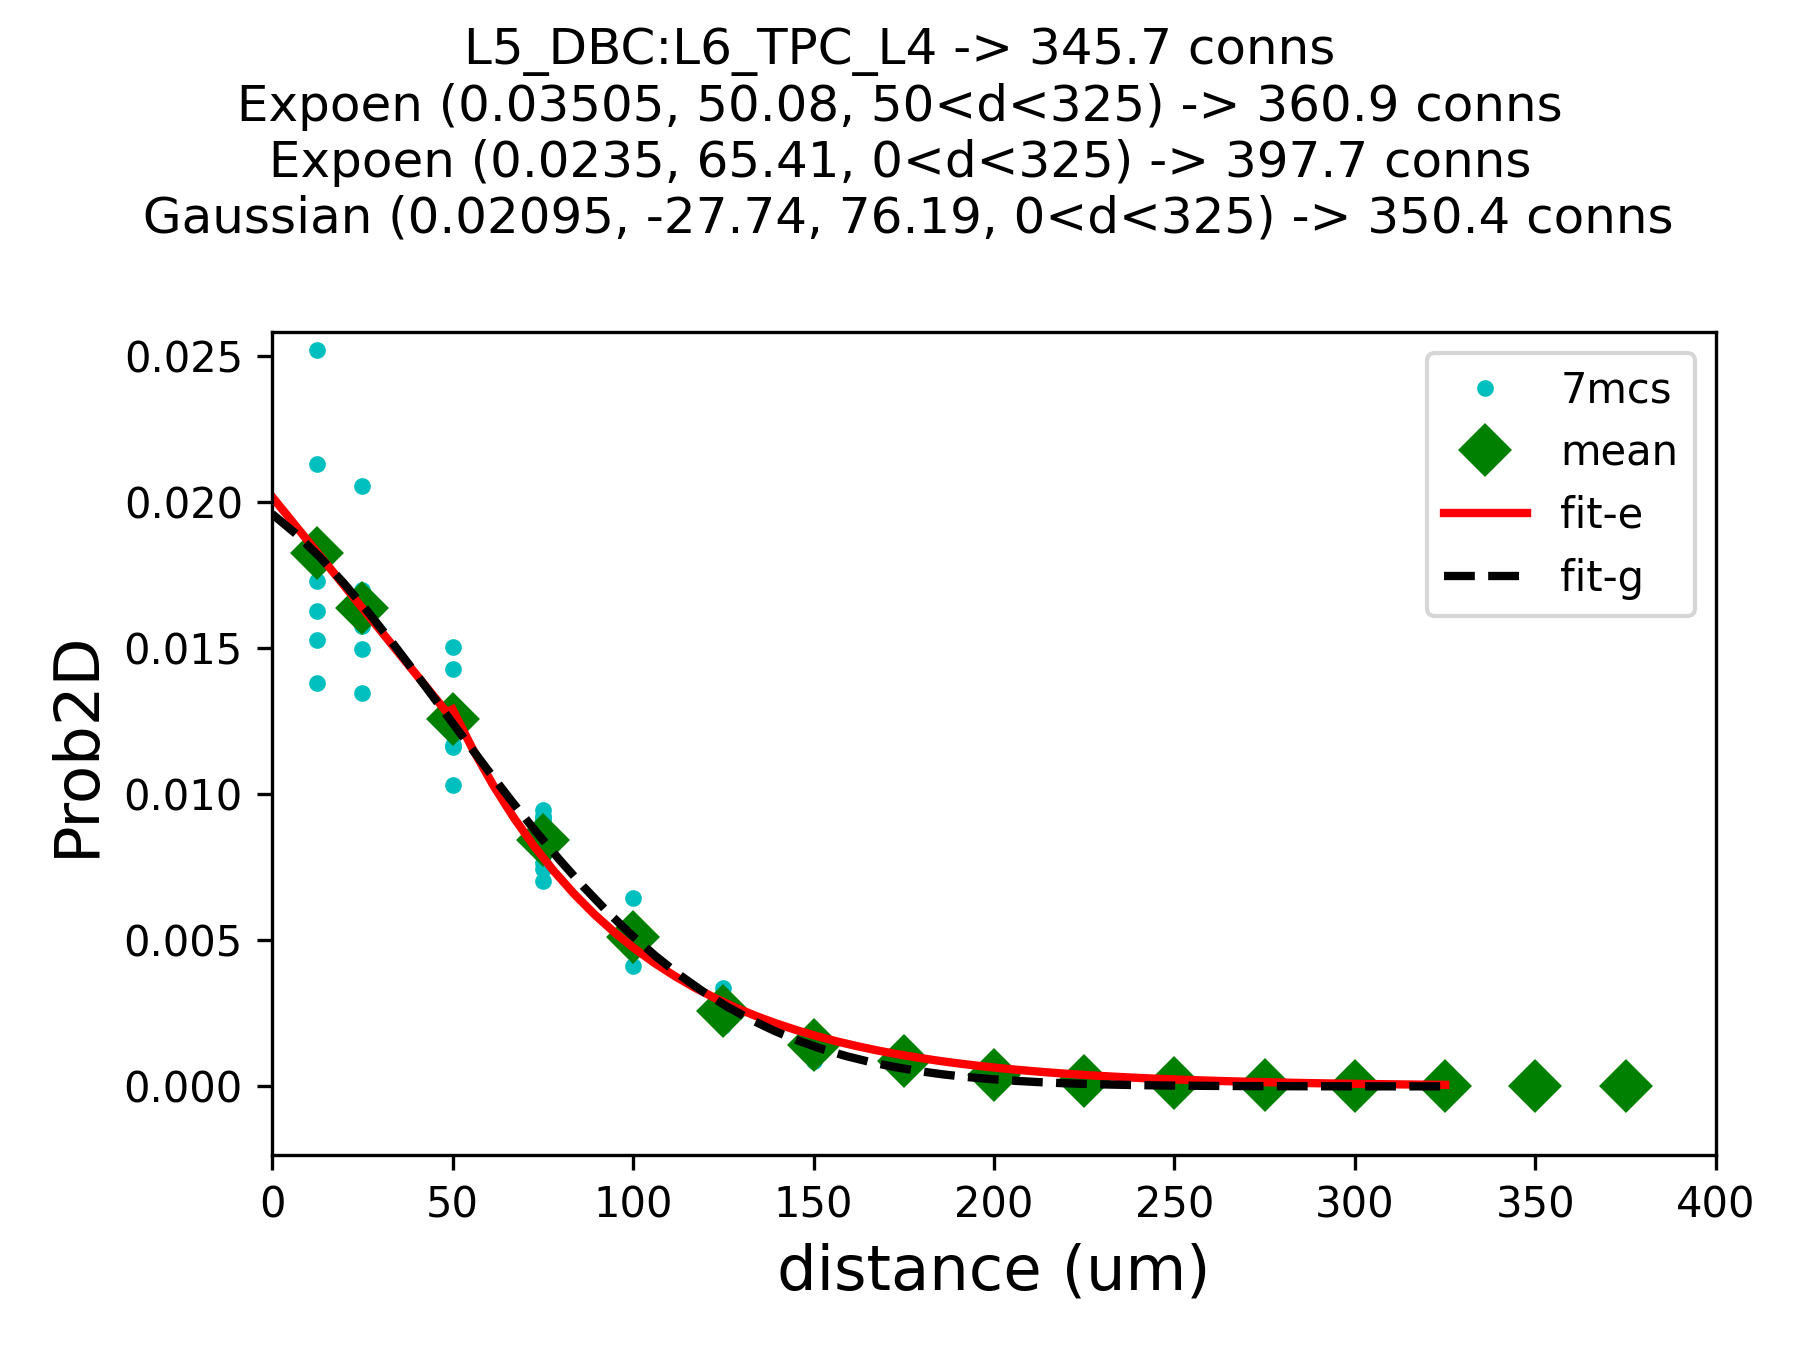 L5_DBC:L6_TPC_L4 -> 345.7 conns
Expoen (0.03505, 50.08, 50<d<325) -> 360.9 conns
Expoen (0.0235, 65.41, 0<d<325) -> 397.7 conns
Gaussian (0.02095, -27.74, 76.19, 0<d<325) -> 350.4 conns
0.025
0.020
0.015
0.010
0.005
0.000
Prob2D
7mcs
mean
fit-e
fit-g
0 50 100 150 200 250 300 350 400
distance (um)